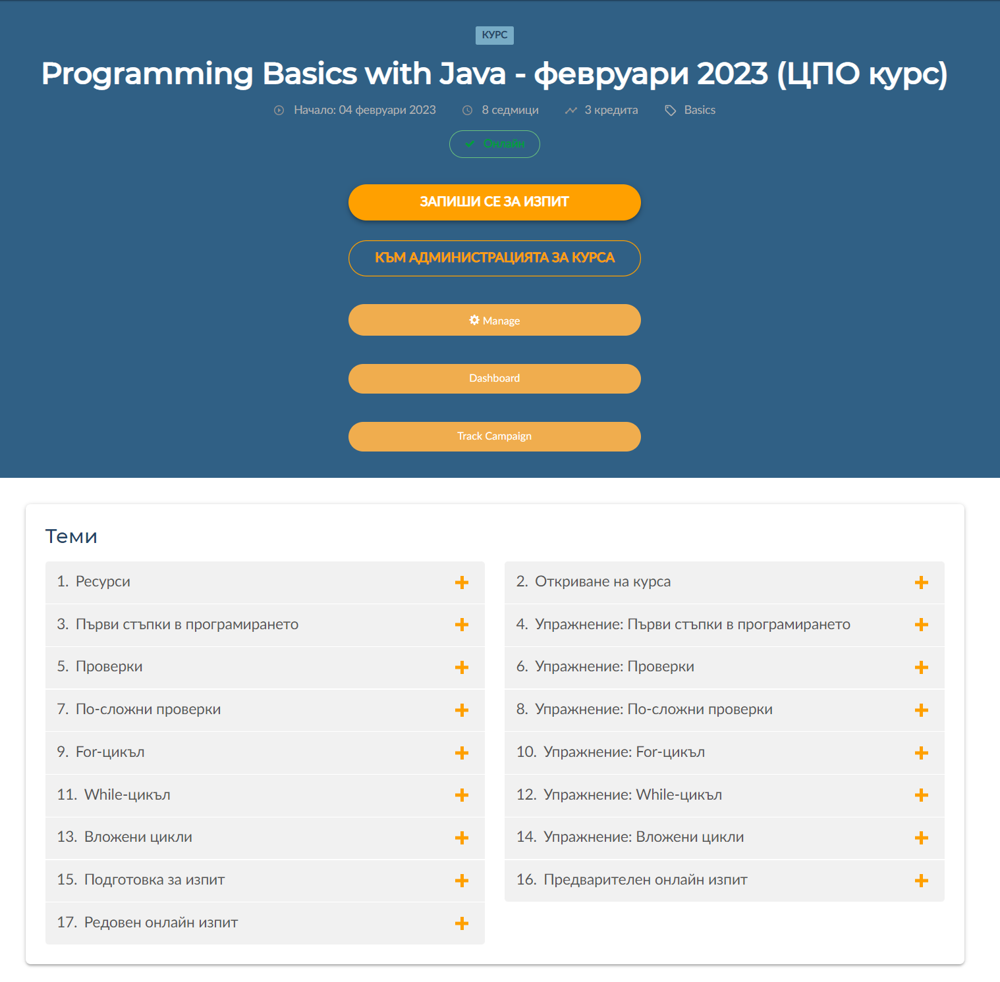 КУРС
Programming Basics with Java - февруари 2023 (ЦПО курс)
Начало: 04 февруари 2023 8 седмици 3 кредита Basics
Онлайн
ЗАПИШИ СЕ ЗА ИЗПИТ
КЪМ АДМИНИСТРАЦИЯТА ЗА КУРСА
Manage
Dashboard
Track Campaign
Теми
1. Ресурси
2. Откриване на курса
3. Първи стъпки в програмирането
4. Упражнение: Първи стъпки в програмирането
5. Проверки
6. Упражнение: Проверки
7. По-сложни проверки
8. Упражнение: По-сложни проверки
9. For-цикъл
10. Упражнение: For-цикъл
11. While-цикъл
12. Упражнение: While-цикъл
13. Вложени цикли
14. Упражнение: Вложени цикли
15. Подготовка за изпит
16. Предварителен онлайн изпит
17. Редовен онлайн изпит